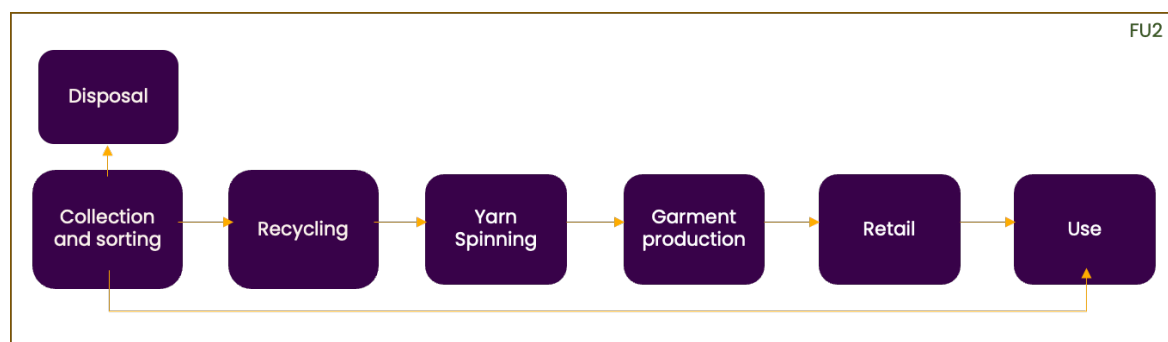 FU2
Disposal
Collection
and sorting
Recycling
Yarn
Spinning
Garment
production
Retail
Use